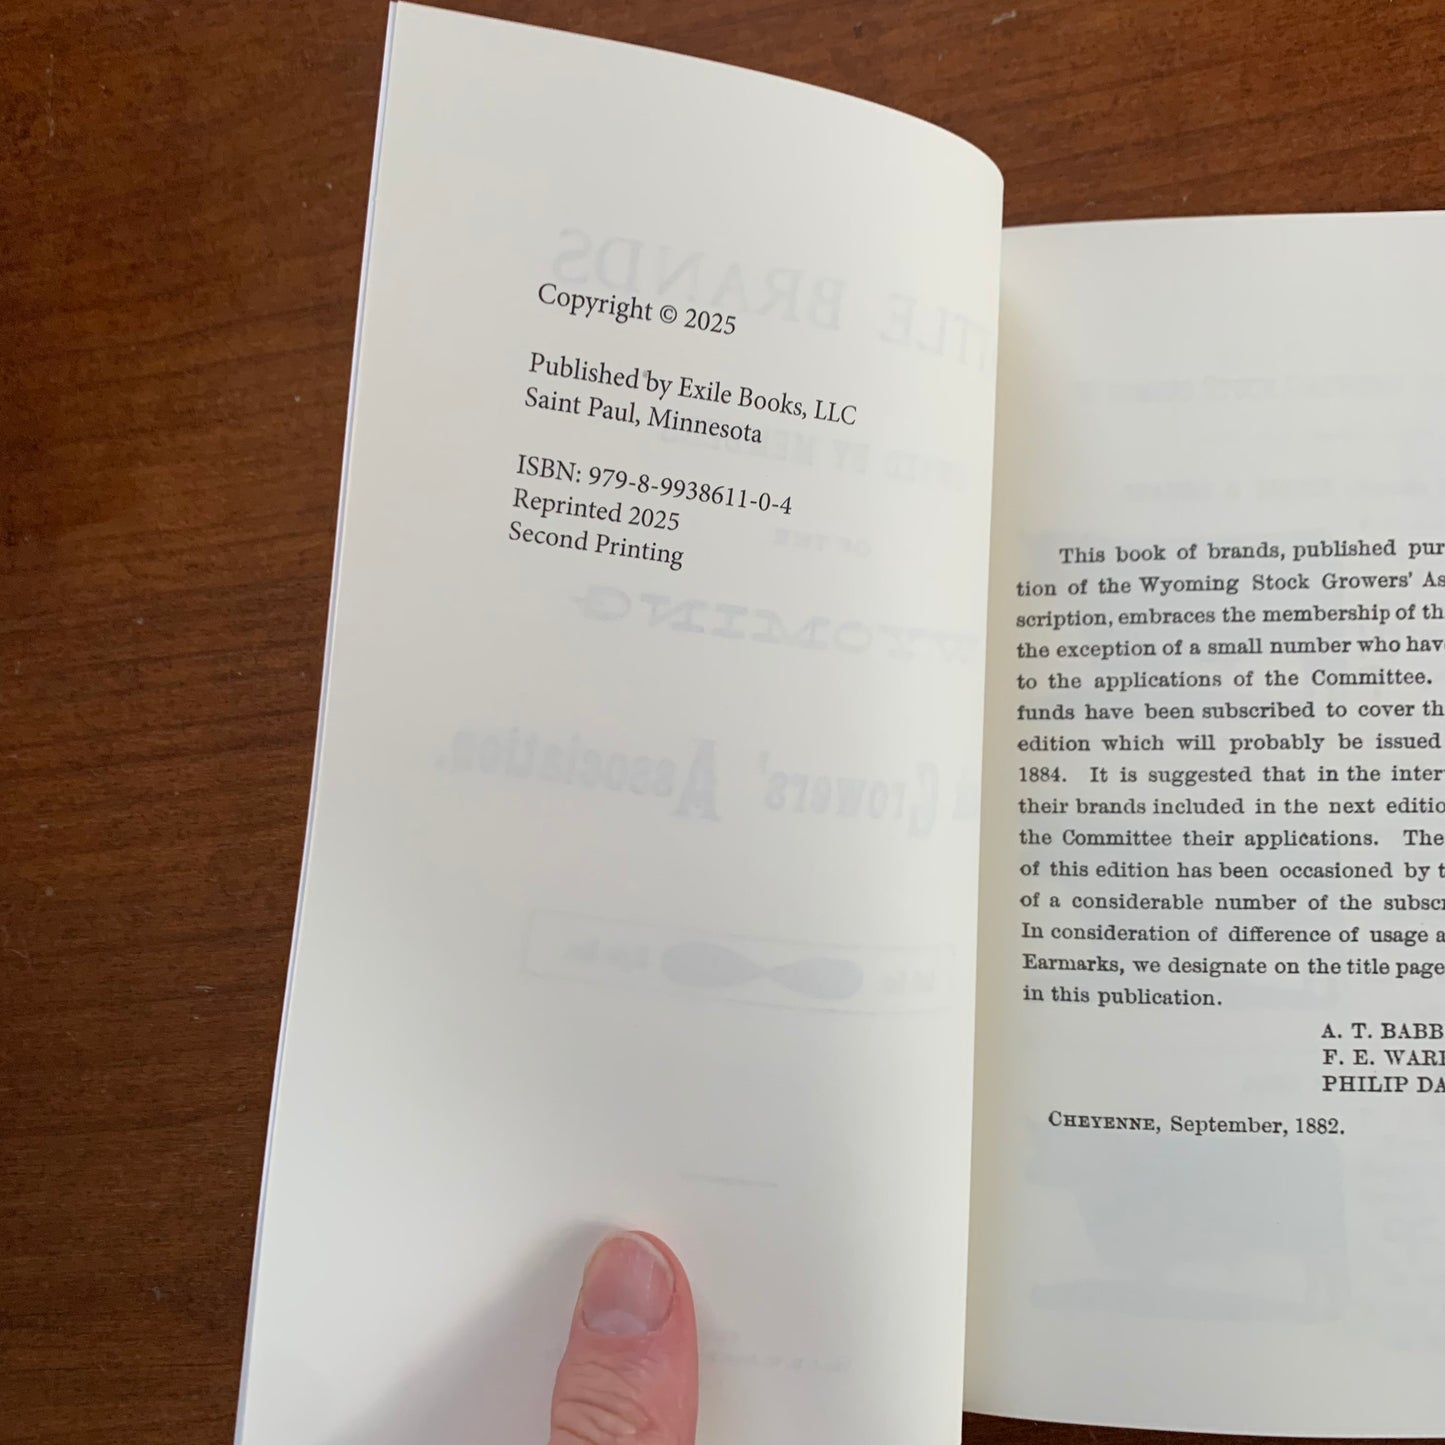 Copyright © 2025
Published by Exile Books, LLC
Saint Paul, Minnesota
ISBN: 979-8-9938611-0-4
Reprinted 2025
Second Printing
This book of brands, published pur
tion of the Wyoming Stock Growers' As
scription, embraces the membership of th
the exception of a small number who hav
to the applications of the Committee.
funds have been subscribed to cover th
edition which will probably be issued
1884. It is suggested that in the inter
their brands included in the next editio
the Committee their applications. The
of this edition has been occasioned by t
of a considerable number of the subscr
In consideration of difference of usage a
Earmarks, we designate on the title page
in this publication.
A. T. BABB
F. E. WAR
PHILIP DA
CHEYENNE, September, 1882.